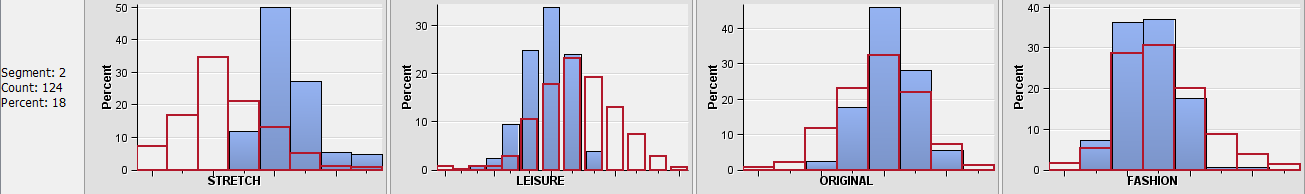 Segment: 2
Count: 124
Percent: 18
Percent
50
40
30
20
10
0
STRETCH
Percent
30
20
10
0
LEISURE
Percent
40
30
20
10
0
ORIGINAL
Percent
40
30
20
10
0
FASHION